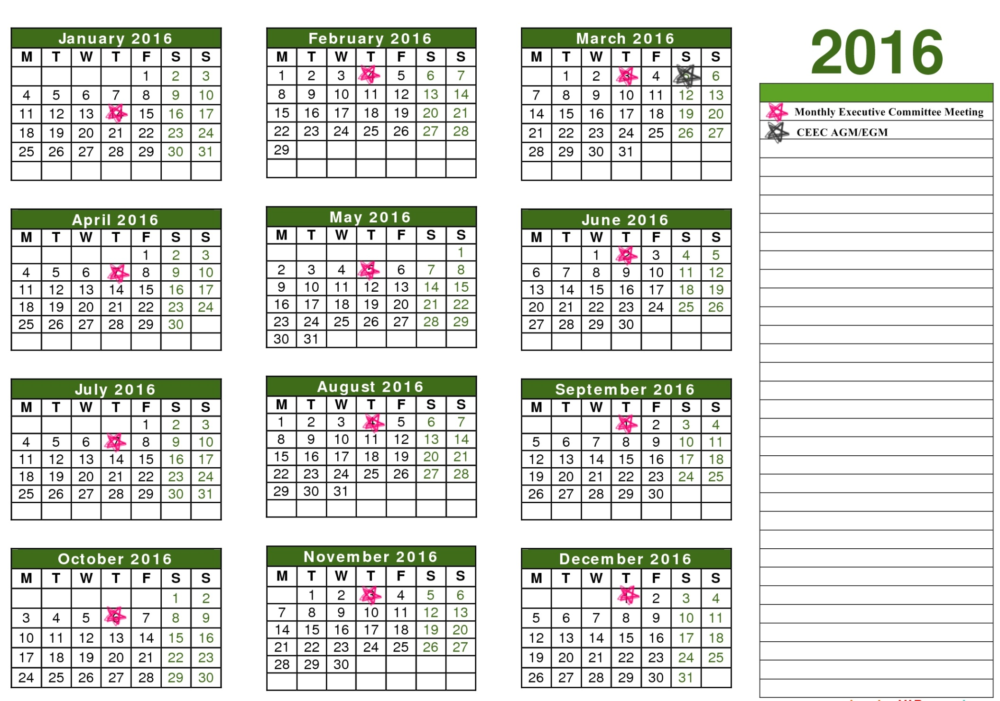 January 2016
M T W T F S S
1 2 3
4 5 6 7 8 9 10
11 12 13 14 15 16 17
18 19 20 21 22 23 24
25 26 27 28 29 30 31
February 2016
M T W T F S S
1 2 3 4 5 6 7
8 9 10 11 12 13 14
15 16 17 18 19 20 21
22 23 24 25 26 27 28
29
March 2016
M T W T F S S
1 2 3 4 5 6
7 8 9 10 11 12 13
14 15 16 17 18 19 20
21 22 23 24 25 26 27
28 29 30 31
April 2016
M T W T F S S
1 2 3
4 5 6 7 8 9 10
11 12 13 14 15 16 17
18 19 20 21 22 23 24
25 26 27 28 29 30
May 2016
M T W T F S S
1
2 3 4 5 6 7 8
9 10 11 12 13 14 15
16 17 18 19 20 21 22
23 24 25 26 27 28 29
30 31
June 2016
M T W T F S S
1 2 3 4 5
6 7 8 9 10 11 12
13 14 15 16 17 18 19
20 21 22 23 24 25 26
27 28 29 30
July 2016
M T W T F S S
1 2 3
4 5 6 7 8 9 10
11 12 13 14 15 16 17
18 19 20 21 22 23 24
25 26 27 28 29 30 31
August 2016
M T W T F S S
1 2 3 4 5 6 7
8 9 10 11 12 13 14
15 16 17 18 19 20 21
22 23 24 25 26 27 28
29 30 31
September 2016
M T W T F S S
1 2 3 4
5 6 7 8 9 10 11
12 13 14 15 16 17 18
19 20 21 22 23 24 25
26 27 28 29 30
October 2016
M T W T F S S
1 2
3 4 5 6 7 8 9
10 11 12 13 14 15 16
17 18 19 20 21 22 23
24 25 26 27 28 29 30
November 2016
M T W T F S S
1 2 3 4 5 6
7 8 9 10 11 12 13
14 15 16 17 18 19 20
21 22 23 24 25 26 27
28 29 30
December 2016
M T W T F S S
1 2 3 4
5 6 7 8 9 10 11
12 13 14 15 16 17 18
19 20 21 22 23 24 25
26 27 28 29 30 31
2016
Monthly Executive Committee Meeting
CEEC AGM/EGM